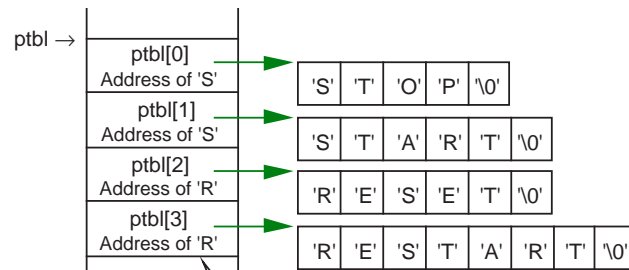 ptbl →
ptbl[0]
Address of 'S'
'S' 'T' 'O' 'P' '\0'
ptbl[1]
Address of 'S'
'S' 'T' 'A' 'R' 'T' '\0'
ptbl[2]
Address of 'R'
'R' 'E' 'S' 'E' 'T' '\0'
ptbl[3]
Address of 'R'
'R' 'E' 'S' 'T' 'A' 'R' 'T' '\0'